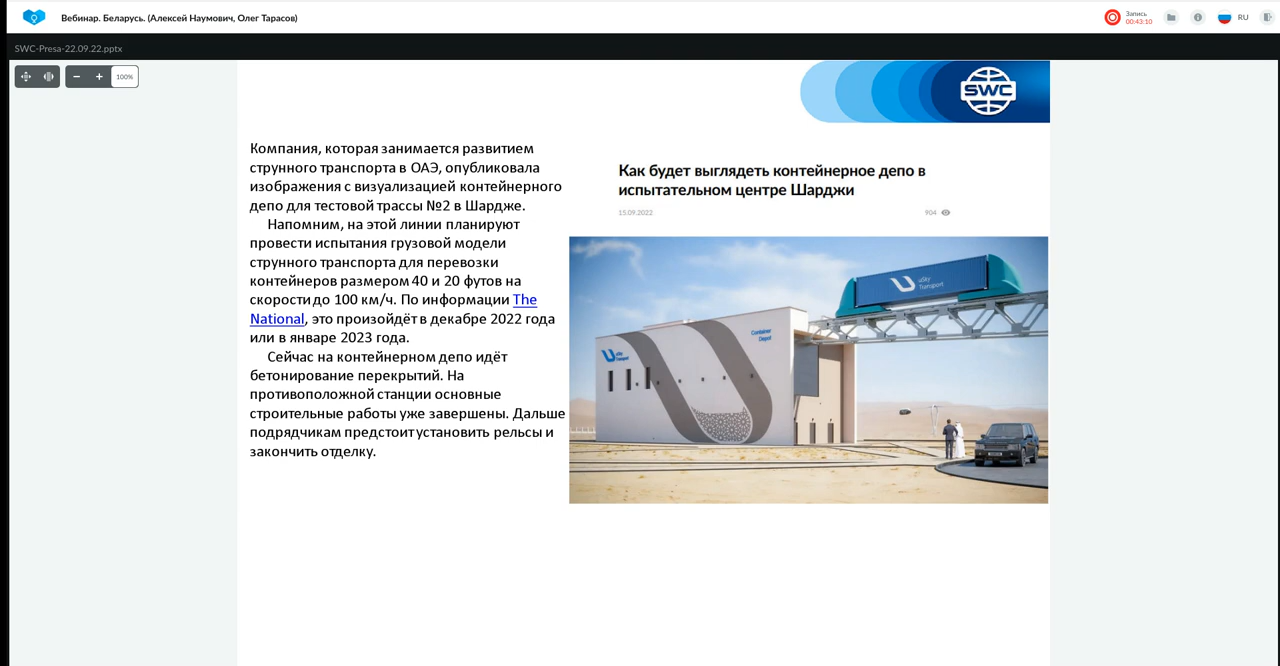 Вебинар. Беларусь. (Алексей Наумович, Олег Тарасов)
Запись
00:43:10
RU
SWC-Presa-22.09.22.pptx
100%
SWC
Компания, которая занимается развитием
струнного транспорта в ОАЭ, опубликовала
изображения с визуализацией контейнерного
депо для тестовой трассы №2 в Шардже.
Напомним, на этой линии планируют
провести испытания грузовой модели
струнного транспорта для перевозки
контейнеров размером 40 и 20 футов на
скорости до 100 км/ч. По информации The
National, это произойдёт в декабре 2022 года
или в январе 2023 года.
Сейчас на контейнерном депо идёт
бетонирование перекрытий. На
противоположной станции основные
строительные работы уже завершены. Дальше
подрядчикам предстоит установить рельсы и
закончить отделку.
Как будет выглядеть контейнерное депо в
испытательном центре Шарджи
15.09.2022
904
uSky
Transport
Container
Depot
uSky
Transport